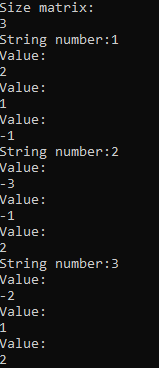 Size matrix:
3
String number:1
Value:
2
Value:
1
Value:
-1
String number:2
Value:
-3
Value:
-1
Value:
2
String number:3
Value:
-2
Value:
1
Value:
2